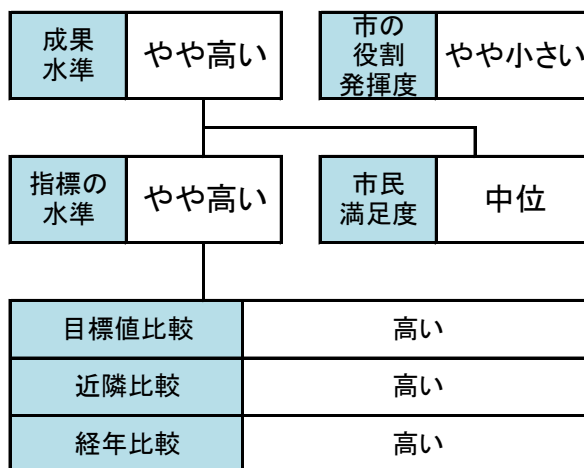 成果
水準
やや高い
市の
役割
発揮度
やや小さい
指標の
水準
やや高い
市民
満足度
中位
目標値比較
高い
近隣比較
高い
経年比較
高い